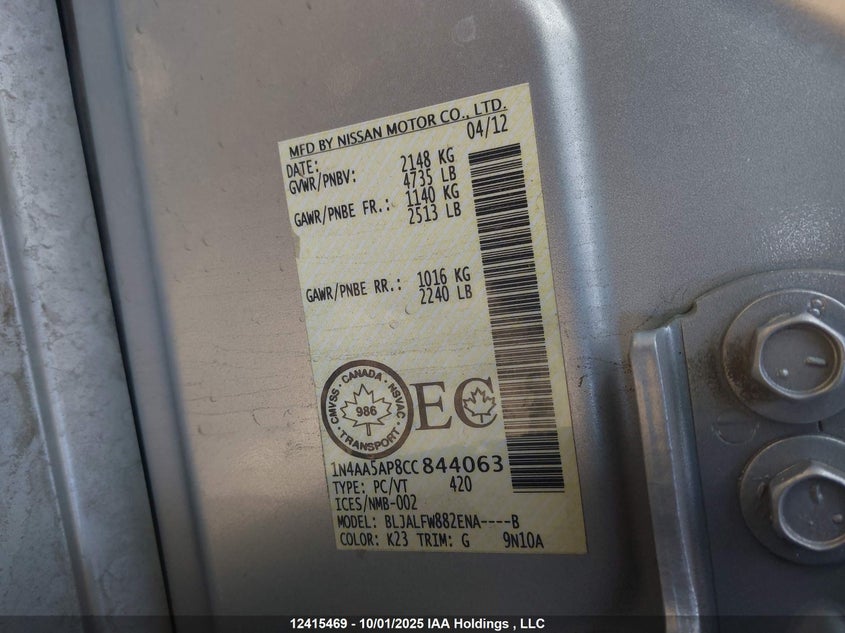 MFD BY NISSAN MOTOR CO., LTD.
DATE: 04/12
GVWR/PNBV: 2148 KG
4735 LB
GAWR/PNBE FR.: 1140 KG
2513 LB
GAWR/PNBE RR.: 1016 KG
2240 LB
CMVSS · CANADA · NSVAC
986
· TRANSPORT ·
EC
1N4AA5AP8CC844063
TYPE: PC/VT 420
ICES/NMB-002
MODEL: BLJALFW882ENA----B
COLOR: K23 TRIM: G 9N10A
8
12415469 - 10/01/2025 IAA Holdings , LLC